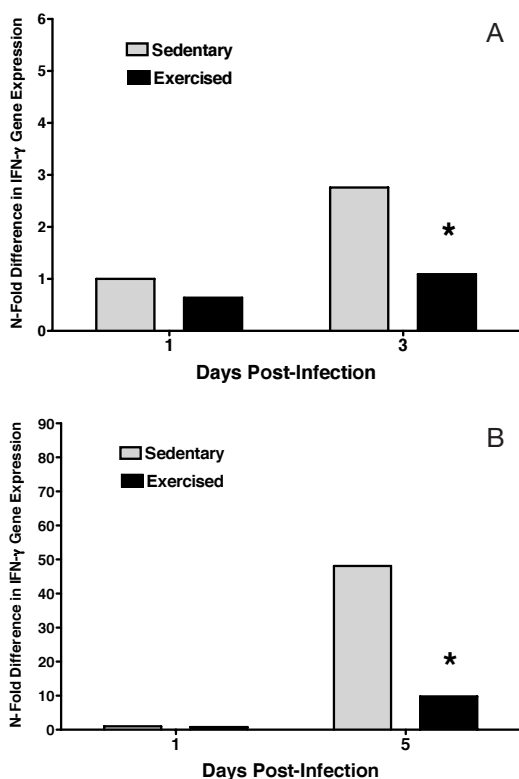 A
Sedentary
Exercised
N-Fold Difference in IFN-γ Gene Expression
6
5
4
3
2
1
0
*
1 3
Days Post-Infection
B
Sedentary
Exercised
N-Fold Difference in IFN-γ Gene Expression
90
80
70
60
50
40
30
20
10
0
*
1 5
Days Post-Infection